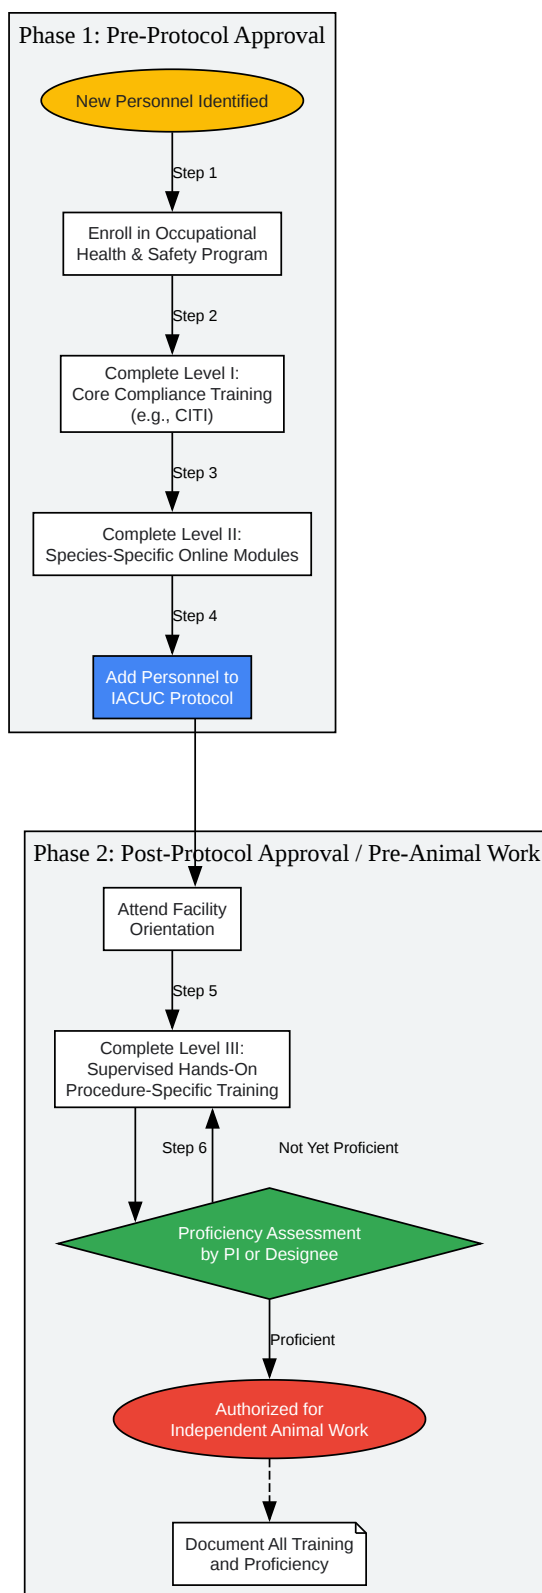 Phase 1: Pre-Protocol Approval
New Personnel Identified
Step 1
Enroll in Occupational
Health & Safety Program
Step 2
Complete Level I:
Core Compliance Training
(e.g., CITI)
Step 3
Complete Level II:
Species-Specific Online Modules
Step 4
Add Personnel to
IACUC Protocol
Phase 2: Post-Protocol Approval / Pre-Animal Work
Attend Facility
Orientation
Step 5
Complete Level III:
Supervised Hands-On
Procedure-Specific Training
Step 6
Not Yet Proficient
Proficiency Assessment
by PI or Designee
Proficient
Authorized for
Independent Animal Work
Document All Training
and Proficiency